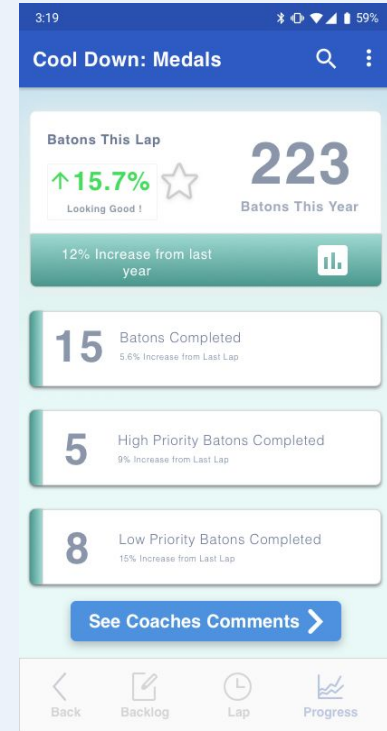 3:19 59%
Cool Down: Medals
Batons This Lap
↑15.7%
Looking Good !
223
Batons This Year
12% Increase from last
year
15
Batons Completed
5.6% Increase from Last Lap
5
High Priority Batons Completed
9% Increase from Last Lap
8
Low Priority Batons Completed
15% Increase from Last Lap
See Coaches Comments
Back Backlog Lap Progress